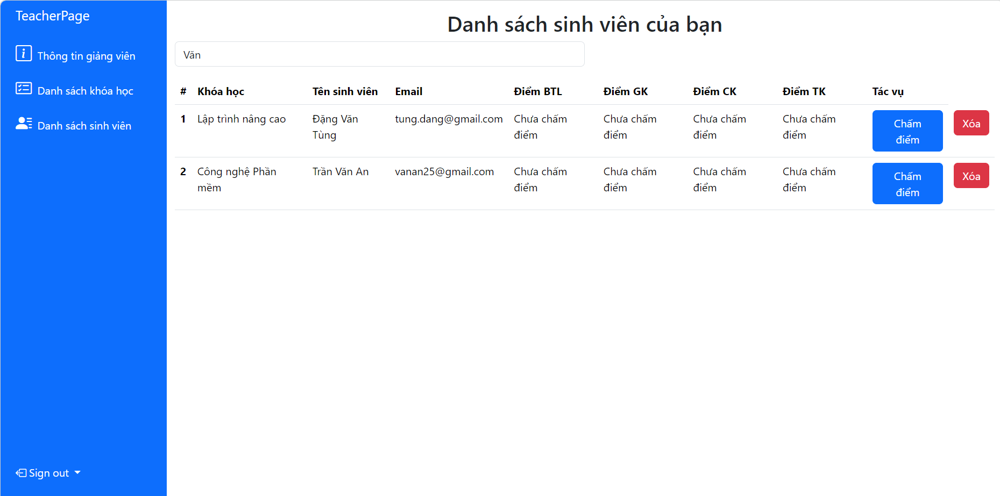 TeacherPage
Thông tin giảng viên
Danh sách khóa học
Danh sách sinh viên
Sign out
Danh sách sinh viên của bạn
Văn
# Khóa học Tên sinh viên Email Điểm BTL Điểm GK Điểm CK Điểm TK Tác vụ
1 Lập trình nâng cao Đặng Văn tung.dang@gmail.com Chưa chấm Chưa chấm Chưa chấm Chưa chấm Chấm Xóa
Tùng điểm điểm điểm điểm điểm
2 Công nghệ Phần Trần Văn An vanan25@gmail.com Chưa chấm Chưa chấm Chưa chấm Chưa chấm Chấm Xóa
mềm điểm điểm điểm điểm điểm